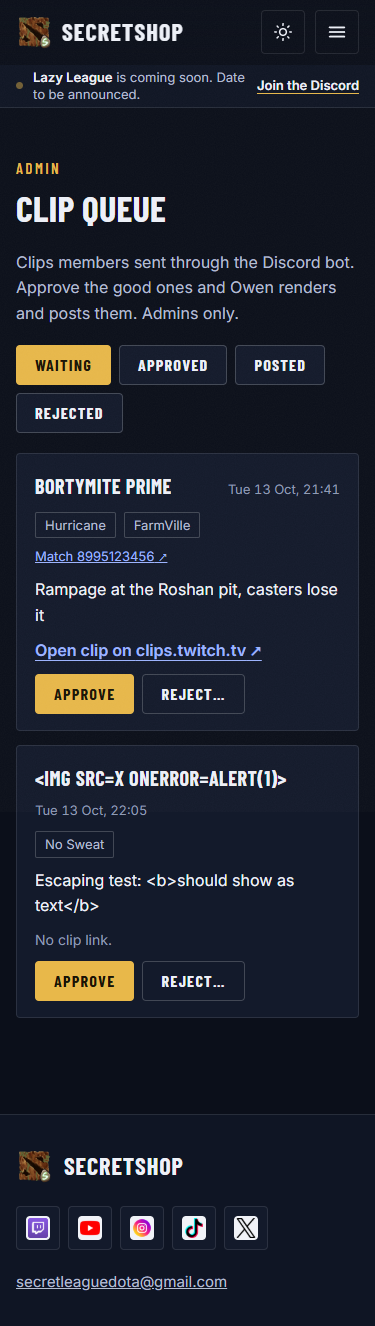 SECRETSHOP
Lazy League is coming soon. Date
to be announced.
Join the Discord
ADMIN
CLIP QUEUE
Clips members sent through the Discord bot.
Approve the good ones and Owen renders
and posts them. Admins only.
WAITING
APPROVED
POSTED
REJECTED
BORTYMITE PRIME
Tue 13 Oct, 21:41
Hurricane
FarmVille
Match 8995123456 ↗
Rampage at the Roshan pit, casters lose
it
Open clip on clips.twitch.tv ↗
APPROVE
REJECT...
<IMG SRC=X ONERROR=ALERT(1)>
Tue 13 Oct, 22:05
No Sweat
Escaping test: <b>should show as
text</b>
No clip link.
APPROVE
REJECT...
SECRETSHOP
secretleaguedota@gmail.com